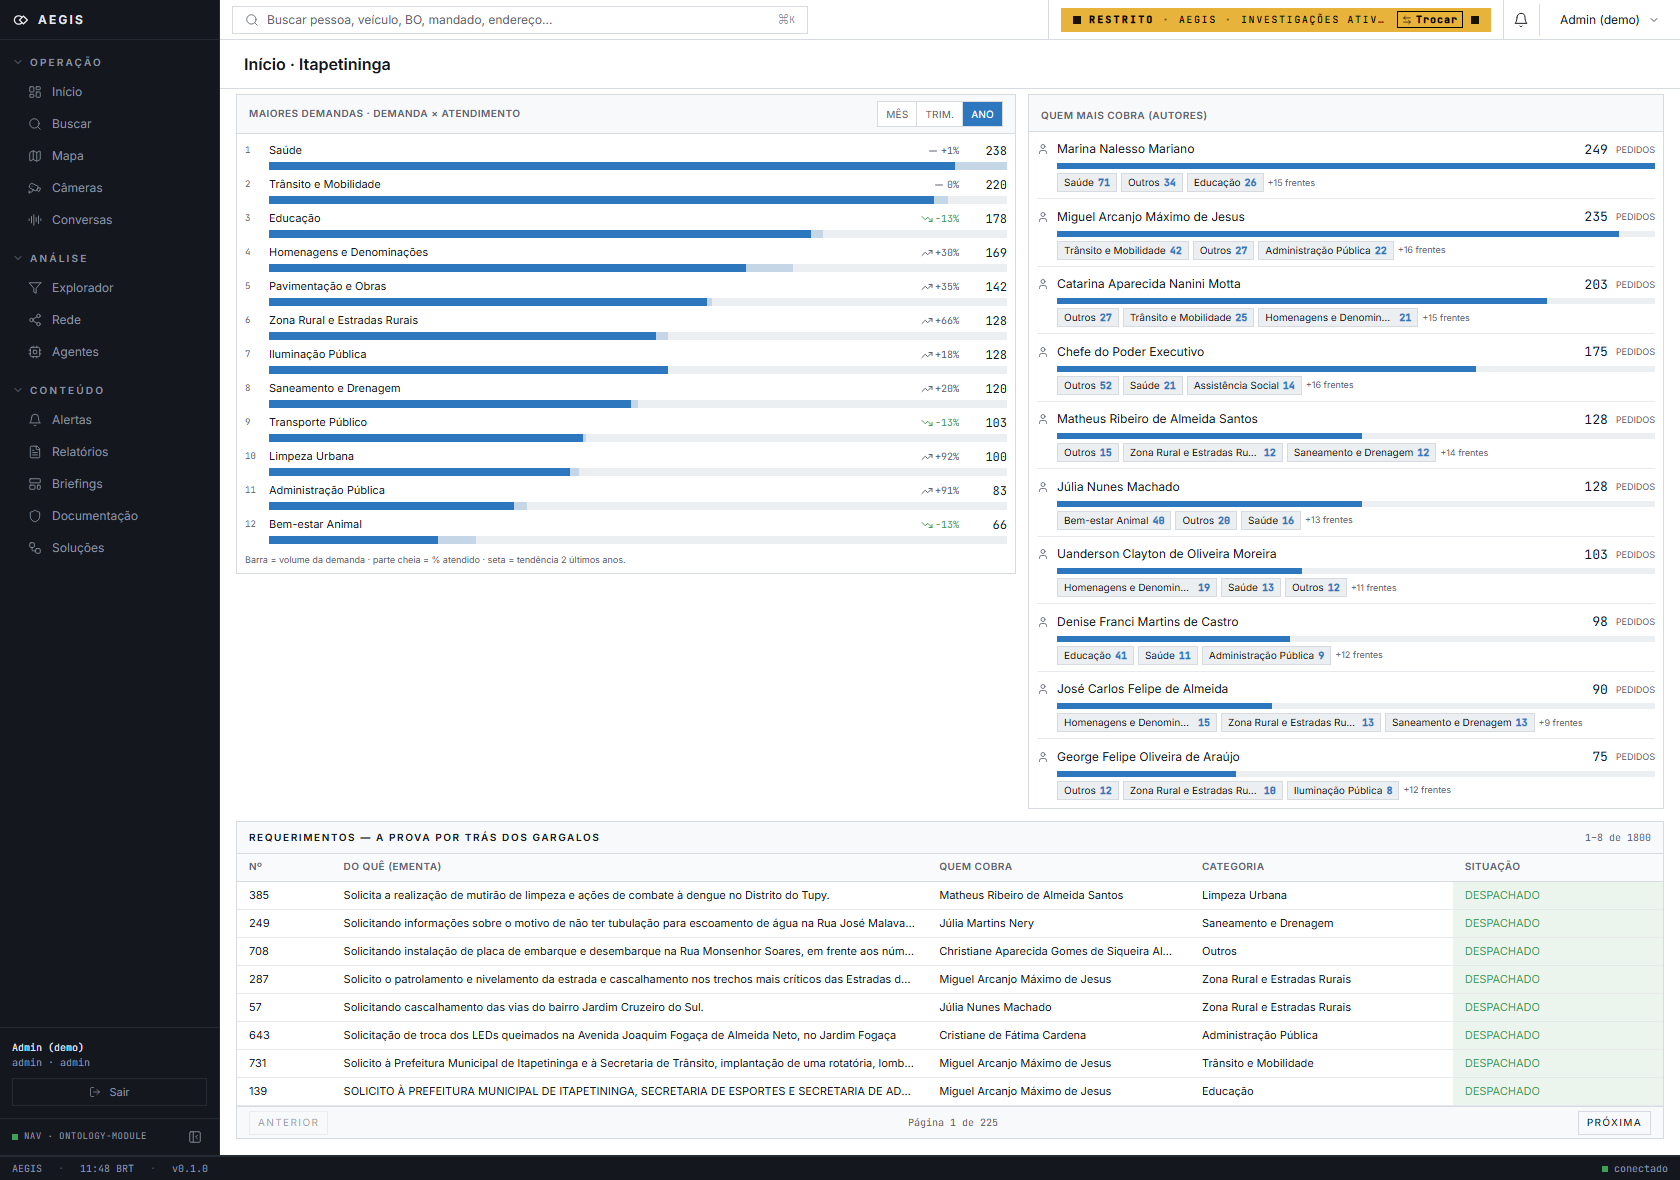 AEGIS
Buscar pessoa, veículo, BO, mandado, endereço...
⌘K
RESTRITO · AEGIS · INVESTIGAÇÕES ATIV…
Trocar
Admin (demo)
OPERAÇÃO
Início
Buscar
Mapa
Câmeras
Conversas
ANÁLISE
Explorador
Rede
Agentes
CONTEÚDO
Alertas
Relatórios
Briefings
Documentação
Soluções
Admin (demo)
admin · admin
Sair
NAV · ONTOLOGY-MODULE
Início · Itapetininga
MAIORES DEMANDAS · DEMANDA × ATENDIMENTO
MÊS TRIM. ANO
1 Saúde +1% 238
2 Trânsito e Mobilidade 0% 220
3 Educação -13% 178
4 Homenagens e Denominações +30% 169
5 Pavimentação e Obras +35% 142
6 Zona Rural e Estradas Rurais +66% 128
7 Iluminação Pública +18% 128
8 Saneamento e Drenagem +20% 120
9 Transporte Público -13% 103
10 Limpeza Urbana +92% 100
11 Administração Pública +91% 83
12 Bem-estar Animal -13% 66
Barra = volume da demanda · parte cheia = % atendido · seta = tendência 2 últimos anos.
QUEM MAIS COBRA (AUTORES)
Marina Nalesso Mariano 249 PEDIDOS
Saúde 71 Outros 34 Educação 26 +15 frentes
Miguel Arcanjo Máximo de Jesus 235 PEDIDOS
Trânsito e Mobilidade 42 Outros 27 Administração Pública 22 +16 frentes
Catarina Aparecida Nanini Motta 203 PEDIDOS
Outros 27 Trânsito e Mobilidade 25 Homenagens e Denomin... 21 +15 frentes
Chefe do Poder Executivo 175 PEDIDOS
Outros 52 Saúde 21 Assistência Social 14 +16 frentes
Matheus Ribeiro de Almeida Santos 128 PEDIDOS
Outros 15 Zona Rural e Estradas Ru... 12 Saneamento e Drenagem 12 +14 frentes
Júlia Nunes Machado 128 PEDIDOS
Bem-estar Animal 40 Outros 20 Saúde 16 +13 frentes
Uanderson Clayton de Oliveira Moreira 103 PEDIDOS
Homenagens e Denomin... 19 Saúde 13 Outros 12 +11 frentes
Denise Franci Martins de Castro 98 PEDIDOS
Educação 41 Saúde 11 Administração Pública 9 +12 frentes
José Carlos Felipe de Almeida 90 PEDIDOS
Homenagens e Denomin... 15 Zona Rural e Estradas Ru... 13 Saneamento e Drenagem 13 +9 frentes
George Felipe Oliveira de Araújo 75 PEDIDOS
Outros 12 Zona Rural e Estradas Ru... 10 Iluminação Pública 8 +12 frentes
REQUERIMENTOS — A PROVA POR TRÁS DOS GARGALOS 1–8 de 1800
Nº DO QUÊ (EMENTA) QUEM COBRA CATEGORIA SITUAÇÃO
385 Solicita a realização de mutirão de limpeza e ações de combate à dengue no Distrito do Tupy. Matheus Ribeiro de Almeida Santos Limpeza Urbana DESPACHADO
249 Solicitando informações sobre o motivo de não ter tubulação para escoamento de água na Rua José Malava... Júlia Martins Nery Saneamento e Drenagem DESPACHADO
708 Solicitando instalação de placa de embarque e desembarque na Rua Monsenhor Soares, em frente aos núm... Christiane Aparecida Gomes de Siqueira Al... Outros DESPACHADO
287 Solicito o patrolamento e nivelamento da estrada e cascalhamento nos trechos mais críticos das Estradas d... Miguel Arcanjo Máximo de Jesus Zona Rural e Estradas Rurais DESPACHADO
57 Solicitando cascalhamento das vias do bairro Jardim Cruzeiro do Sul. Júlia Nunes Machado Zona Rural e Estradas Rurais DESPACHADO
643 Solicitação de troca dos LEDs queimados na Avenida Joaquim Fogaça de Almeida Neto, no Jardim Fogaça Cristiane de Fátima Cardena Administração Pública DESPACHADO
731 Solicito à Prefeitura Municipal de Itapetininga e à Secretaria de Trânsito, implantação de uma rotatória, lomb... Miguel Arcanjo Máximo de Jesus Trânsito e Mobilidade DESPACHADO
139 SOLICITO À PREFEITURA MUNICIPAL DE ITAPETININGA, SECRETARIA DE ESPORTES E SECRETARIA DE AD... Miguel Arcanjo Máximo de Jesus Educação DESPACHADO
ANTERIOR Página 1 de 225 PRÓXIMA
AEGIS · 11:48 BRT · v0.1.0 conectado